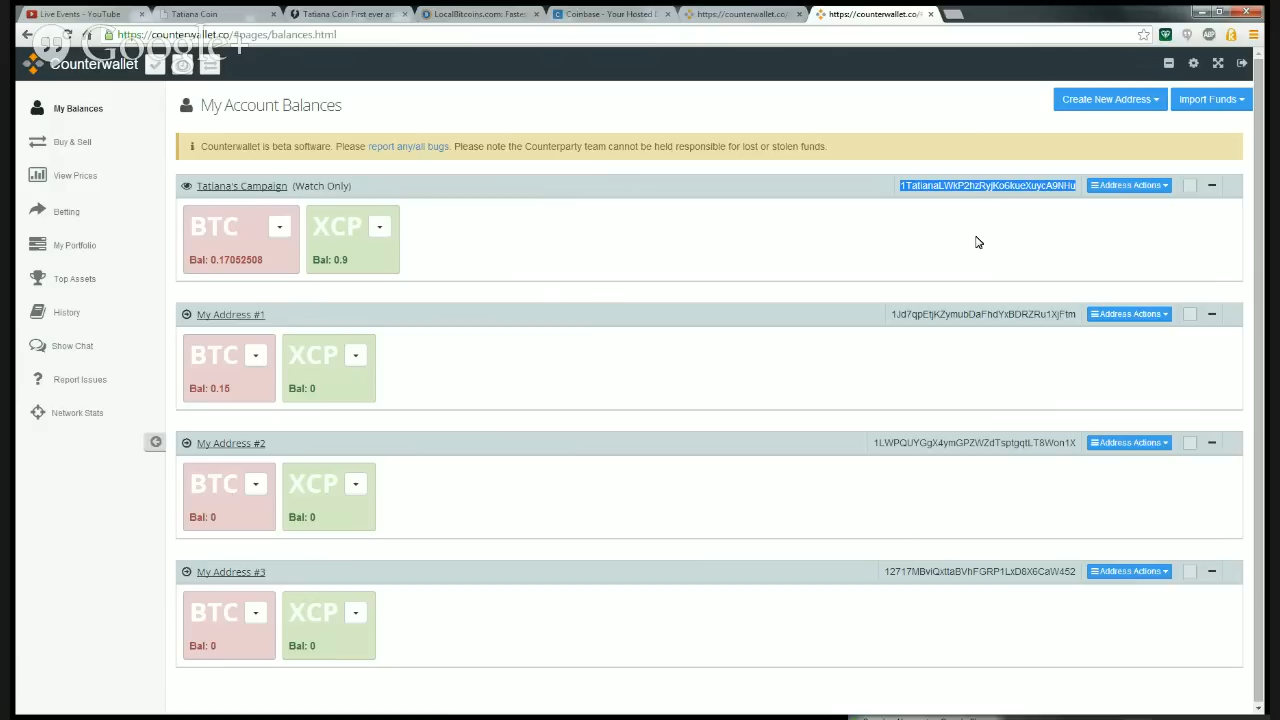 Live Events - YouTube
Tatiana Coin
Tatiana Coin First ever ar
LocalBitcoins.com: Fastes
Coinbase - Your Hosted
https://counterwallet.co/
https://counterwallet.co/
https://counterwallet.co/#pages/balances.html
Google+
Counterwallet
My Balances
Buy & Sell
View Prices
Betting
My Portfolio
Top Assets
History
Show Chat
Report Issues
Network Stats
My Account Balances
Create New Address
Import Funds
Counterwallet is beta software. Please report any/all bugs. Please note the Counterparty team cannot be held responsible for lost or stolen funds.
Tatiana's Campaign (Watch Only)
1TatianaLWkP2hzRyjKo6kueXuycA9NHu
Address Actions
BTC
XCP
Bal: 0.17052508
Bal: 0.9
My Address #1
1Jd7qpEtjKZymubDaFhdYxBDRZRu1XjFtm
Address Actions
BTC
XCP
Bal: 0.15
Bal: 0
My Address #2
1LWPQUYGgX4ymGPZWZdTsptgqtLT8Won1X
Address Actions
BTC
XCP
Bal: 0
Bal: 0
My Address #3
12717MBviQxttaBVhFGRP1LxD8X6CaW452
Address Actions
BTC
XCP
Bal: 0
Bal: 0